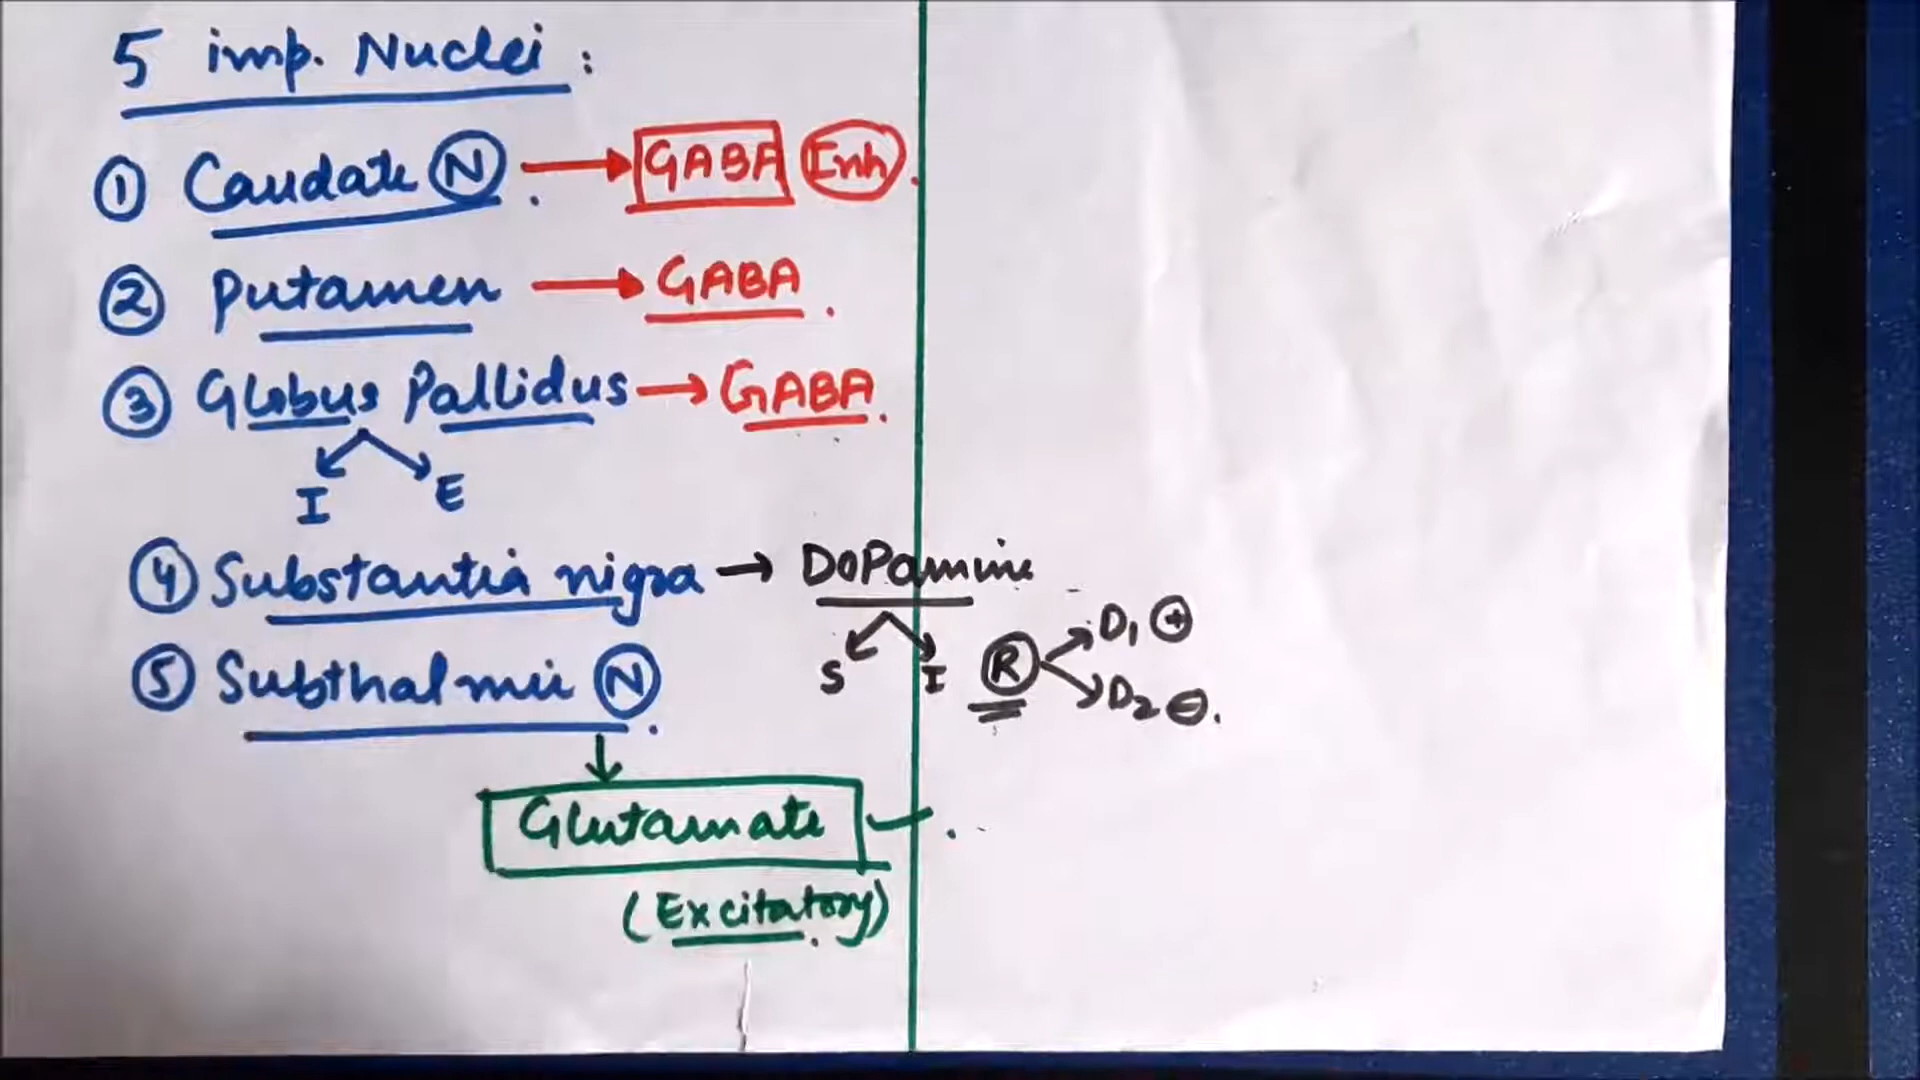 5 imp. Nuclei :
① Caudate Ⓝ . → GABA Inh .
② Putamen → GABA .
③ Globus Pallidus → GABA .
I E
④ Substantia nigra → Dopamine
S I Ⓡ D1 ⊕
D2 ⊖ .
⑤ Subthalmic Ⓝ .
↓
Glutamate
(Excitatory)